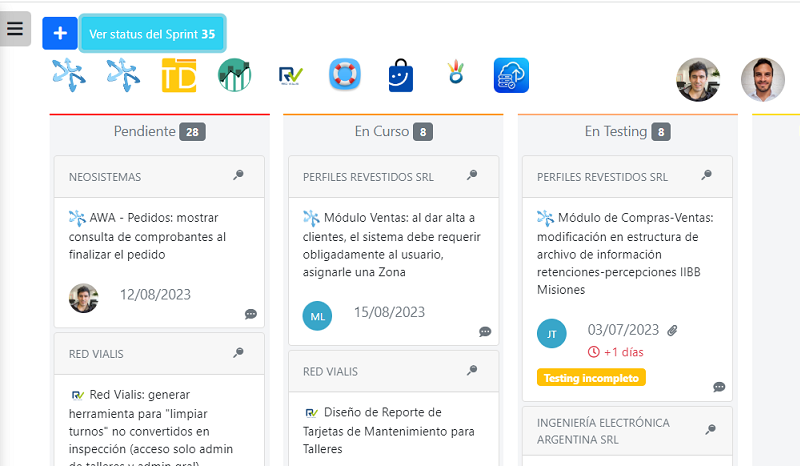 Ver status del Sprint 35
TD
RV
Pendiente 28
NEOSISTEMAS
AWA - Pedidos: mostrar
consulta de comprobantes al
finalizar el pedido
12/08/2023
RED VIALIS
Red Vialis: generar
herramienta para "limpiar
turnos" no convertidos en
inspección (acceso solo admin
de talleres y admin gral)
En Curso 8
PERFILES REVESTIDOS SRL
Módulo Ventas: al dar alta a
clientes, el sistema debe requerir
obligadamente al usuario,
asignarle una Zona
ML
15/08/2023
RED VIALIS
Diseño de Reporte de
Tarjetas de Mantenimiento para
Talleres
En Testing 8
PERFILES REVESTIDOS SRL
Módulo de Compras-Ventas:
modificación en estructura de
archivo de información
retenciones-percepciones IIBB
Misiones
JT
03/07/2023
+1 días
Testing incompleto
INGENIERÍA ELECTRÓNICA
ARGENTINA SRL